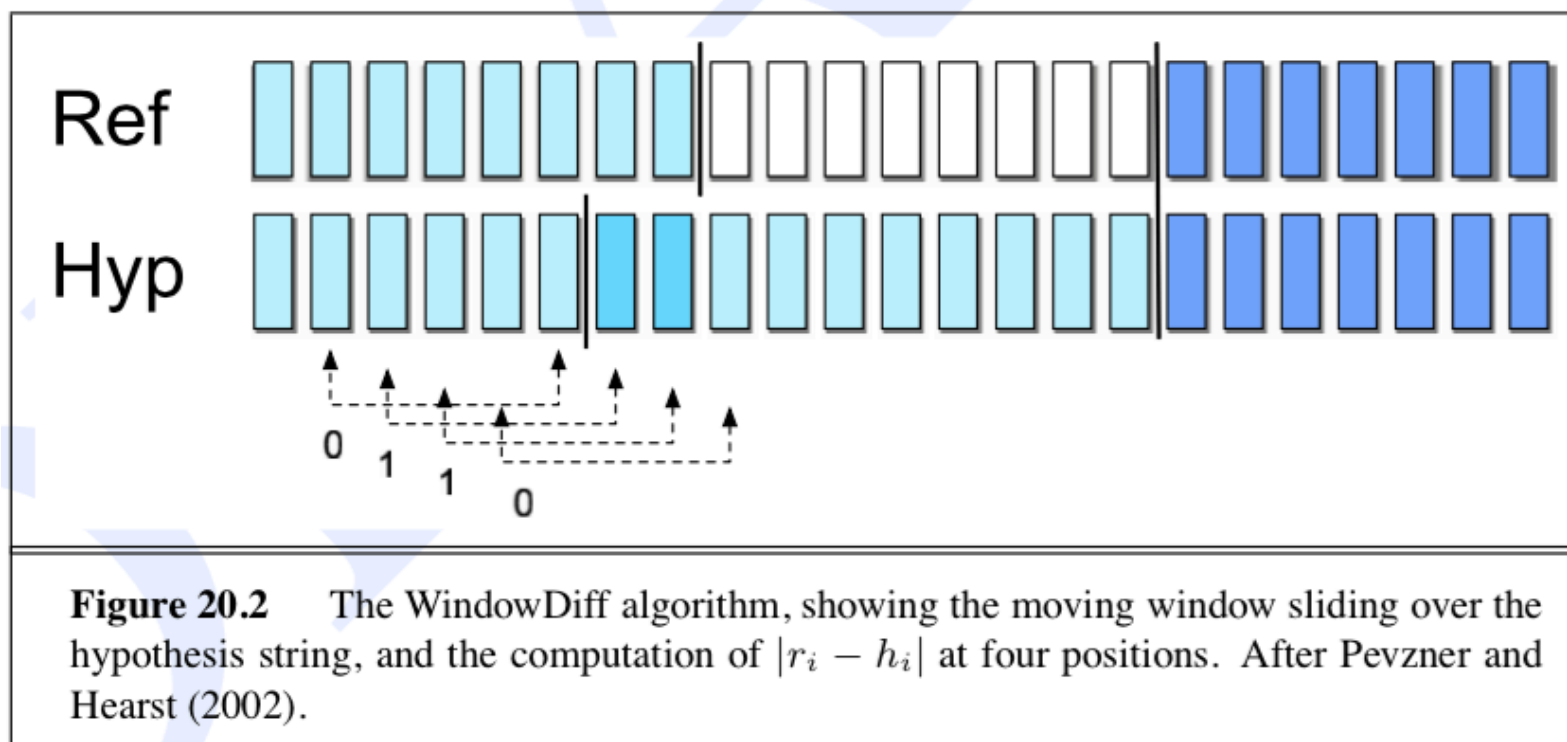 Ref
Hyp
0
1
1
0
Figure 20.2 The WindowDiff algorithm, showing the moving window sliding over the
hypothesis string, and the computation of |r_i − h_i| at four positions. After Pevzner and
Hearst (2002).